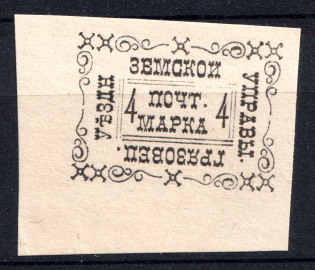 ЗЕМСКОЙ
УПРАВЫ.
ГРЯЗОВЕЦ.
УѢЗДН
4 ПОЧТ. 4
МАРКА